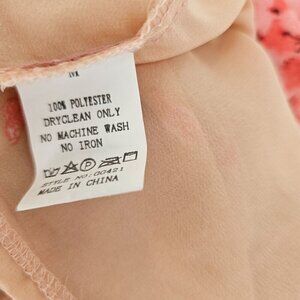 100% POLYESTER
DRYCLEAN ONLY
NO MACHINE WASH
NO IRON
STYLE NO: 00421
MADE IN CHINA